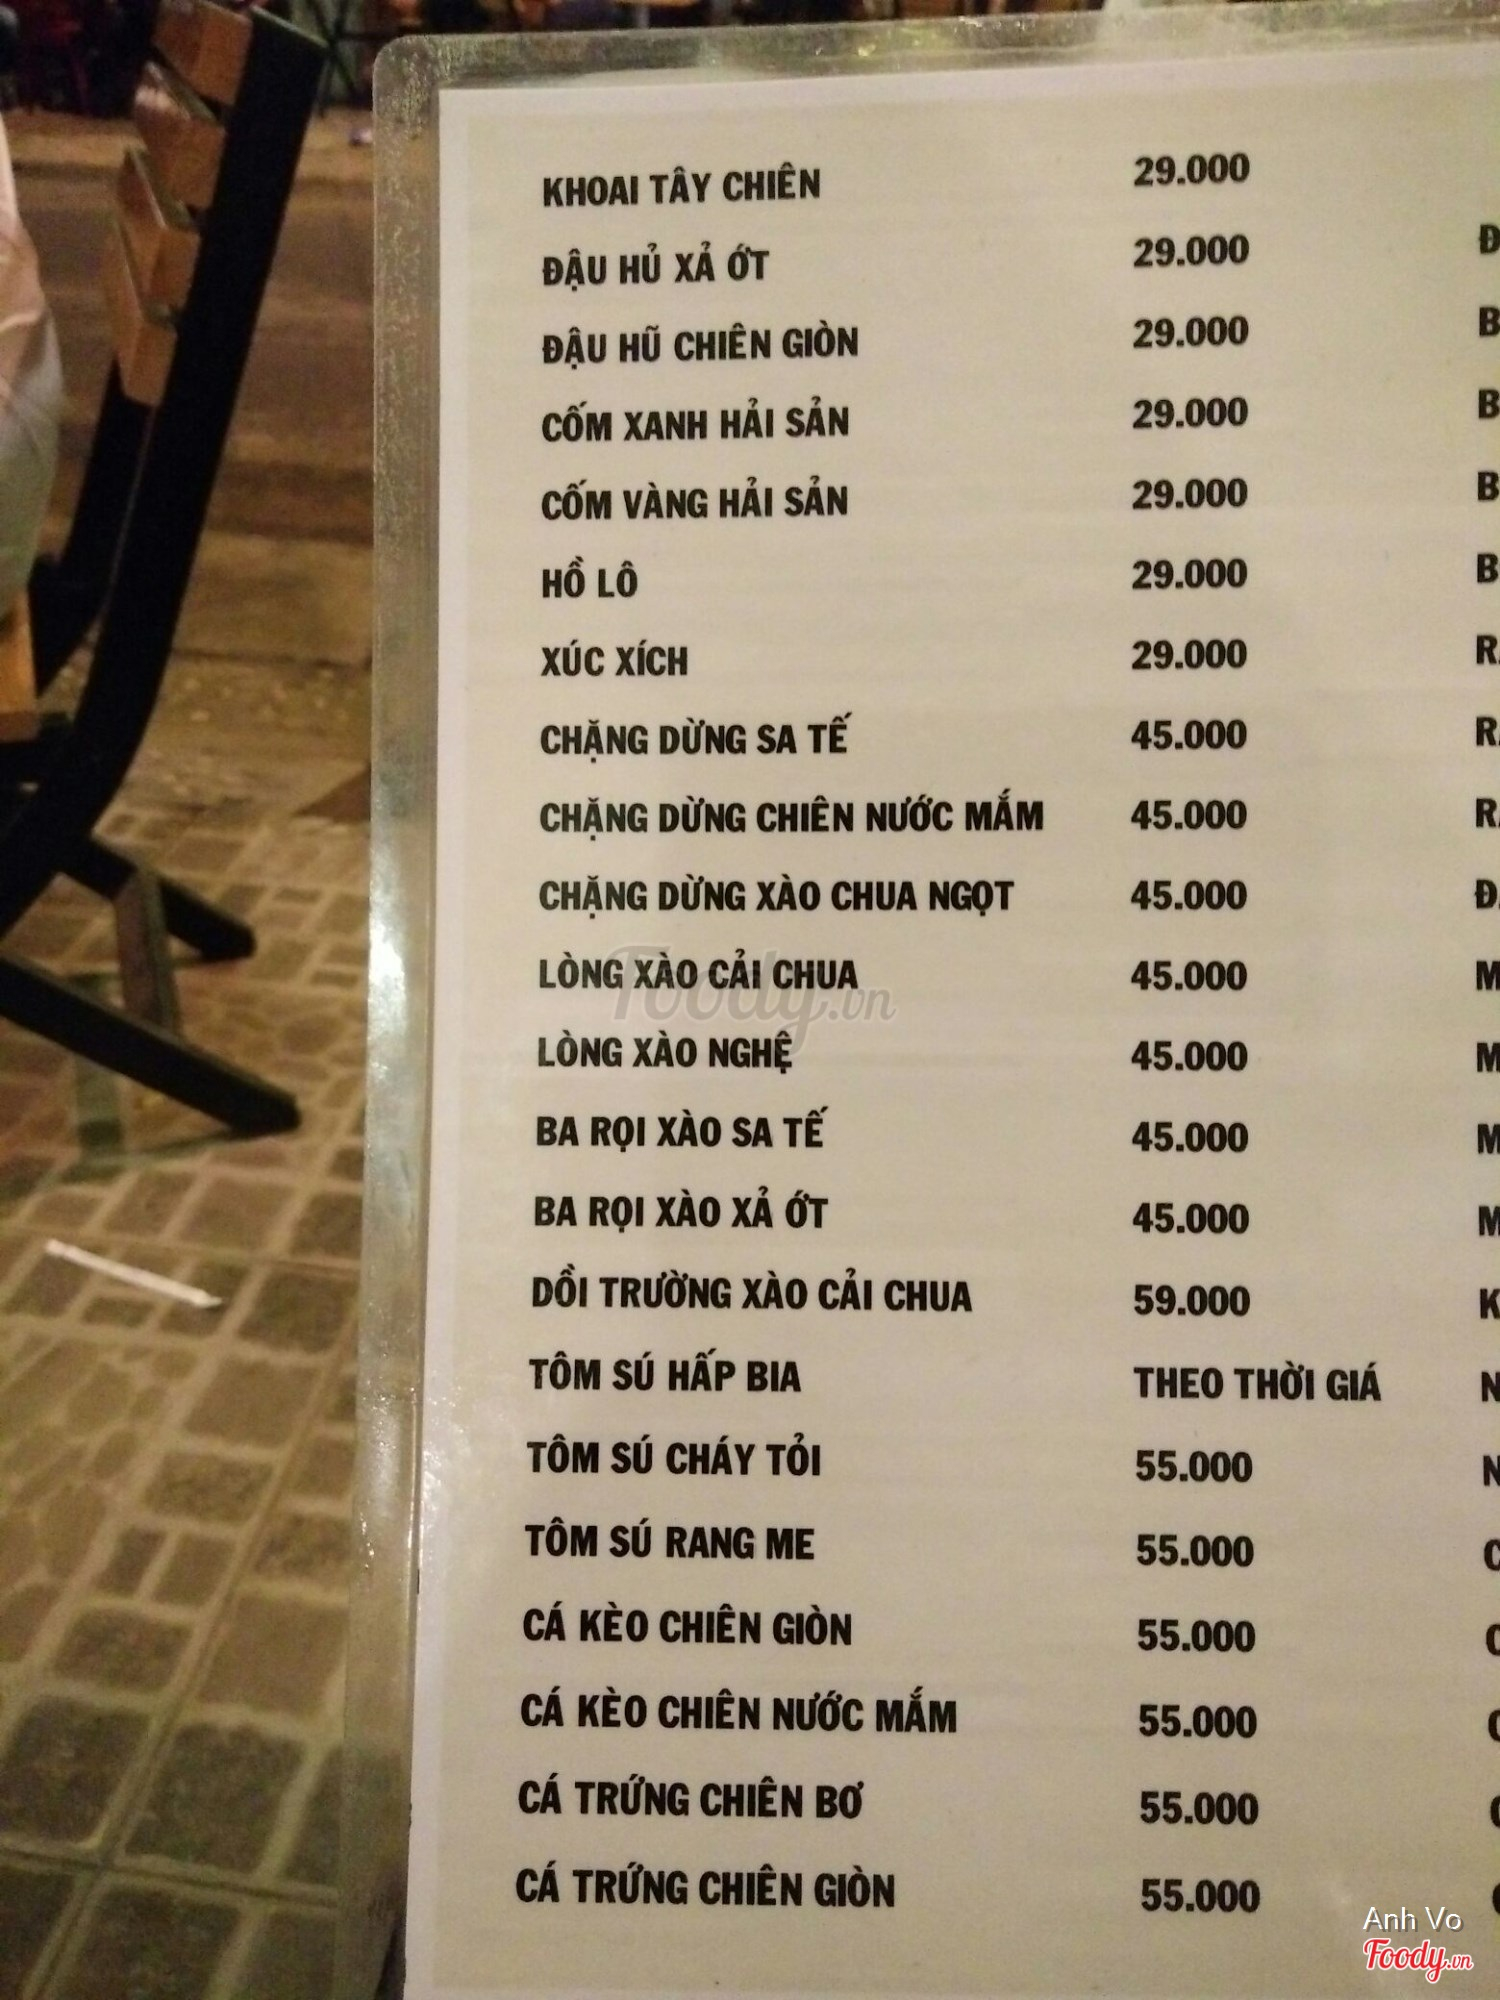 KHOAI TÂY CHIÊN 29.000
ĐẬU HỦ XẢ ỚT 29.000
ĐẬU HŨ CHIÊN GIÒN 29.000
CỐM XANH HẢI SẢN 29.000
CỐM VÀNG HẢI SẢN 29.000
HỒ LÔ 29.000
XÚC XÍCH 29.000
CHẶNG DỪNG SA TẾ 45.000
CHẶNG DỪNG CHIÊN NƯỚC MẮM 45.000
CHẶNG DỪNG XÀO CHUA NGỌT 45.000
LÒNG XÀO CẢI CHUA 45.000
Foody.vn
LÒNG XÀO NGHỆ 45.000
BA RỌI XÀO SA TẾ 45.000
BA RỌI XÀO XẢ ỚT 45.000
DỒI TRƯỜNG XÀO CẢI CHUA 59.000
TÔM SÚ HẤP BIA THEO THỜI GIÁ
TÔM SÚ CHÁY TỎI 55.000
TÔM SÚ RANG ME 55.000
CÁ KÈO CHIÊN GIÒN 55.000
CÁ KÈO CHIÊN NƯỚC MẮM 55.000
CÁ TRỨNG CHIÊN BƠ 55.000
CÁ TRỨNG CHIÊN GIÒN 55.000
Anh Vo
Foody.vn